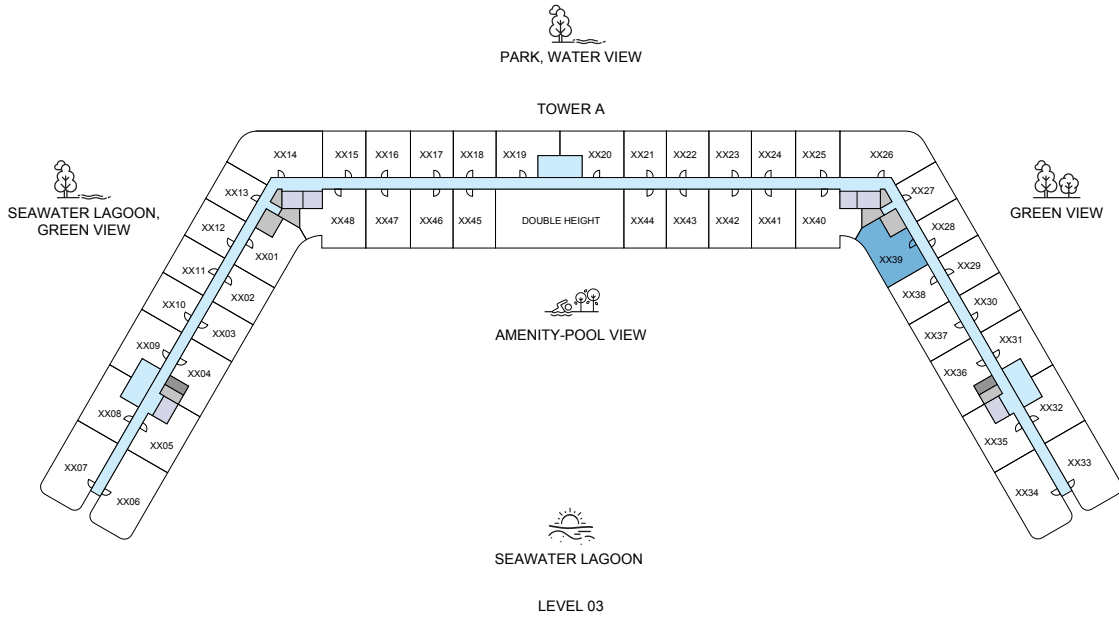 PARK, WATER VIEW
TOWER A
XX14
XX15
XX16
XX17
XX18
XX19
XX20
XX21
XX22
XX23
XX24
XX25
XX26
SEAWATER LAGOON,
GREEN VIEW
GREEN VIEW
XX13
XX12
XX11
XX10
XX09
XX08
XX07
XX01
XX02
XX03
XX04
XX05
XX06
XX48
XX47
XX46
XX45
DOUBLE HEIGHT
XX44
XX43
XX42
XX41
XX40
XX39
XX38
XX37
XX36
XX35
XX34
XX27
XX28
XX29
XX30
XX31
XX32
XX33
AMENITY-POOL VIEW
SEAWATER LAGOON
LEVEL 03